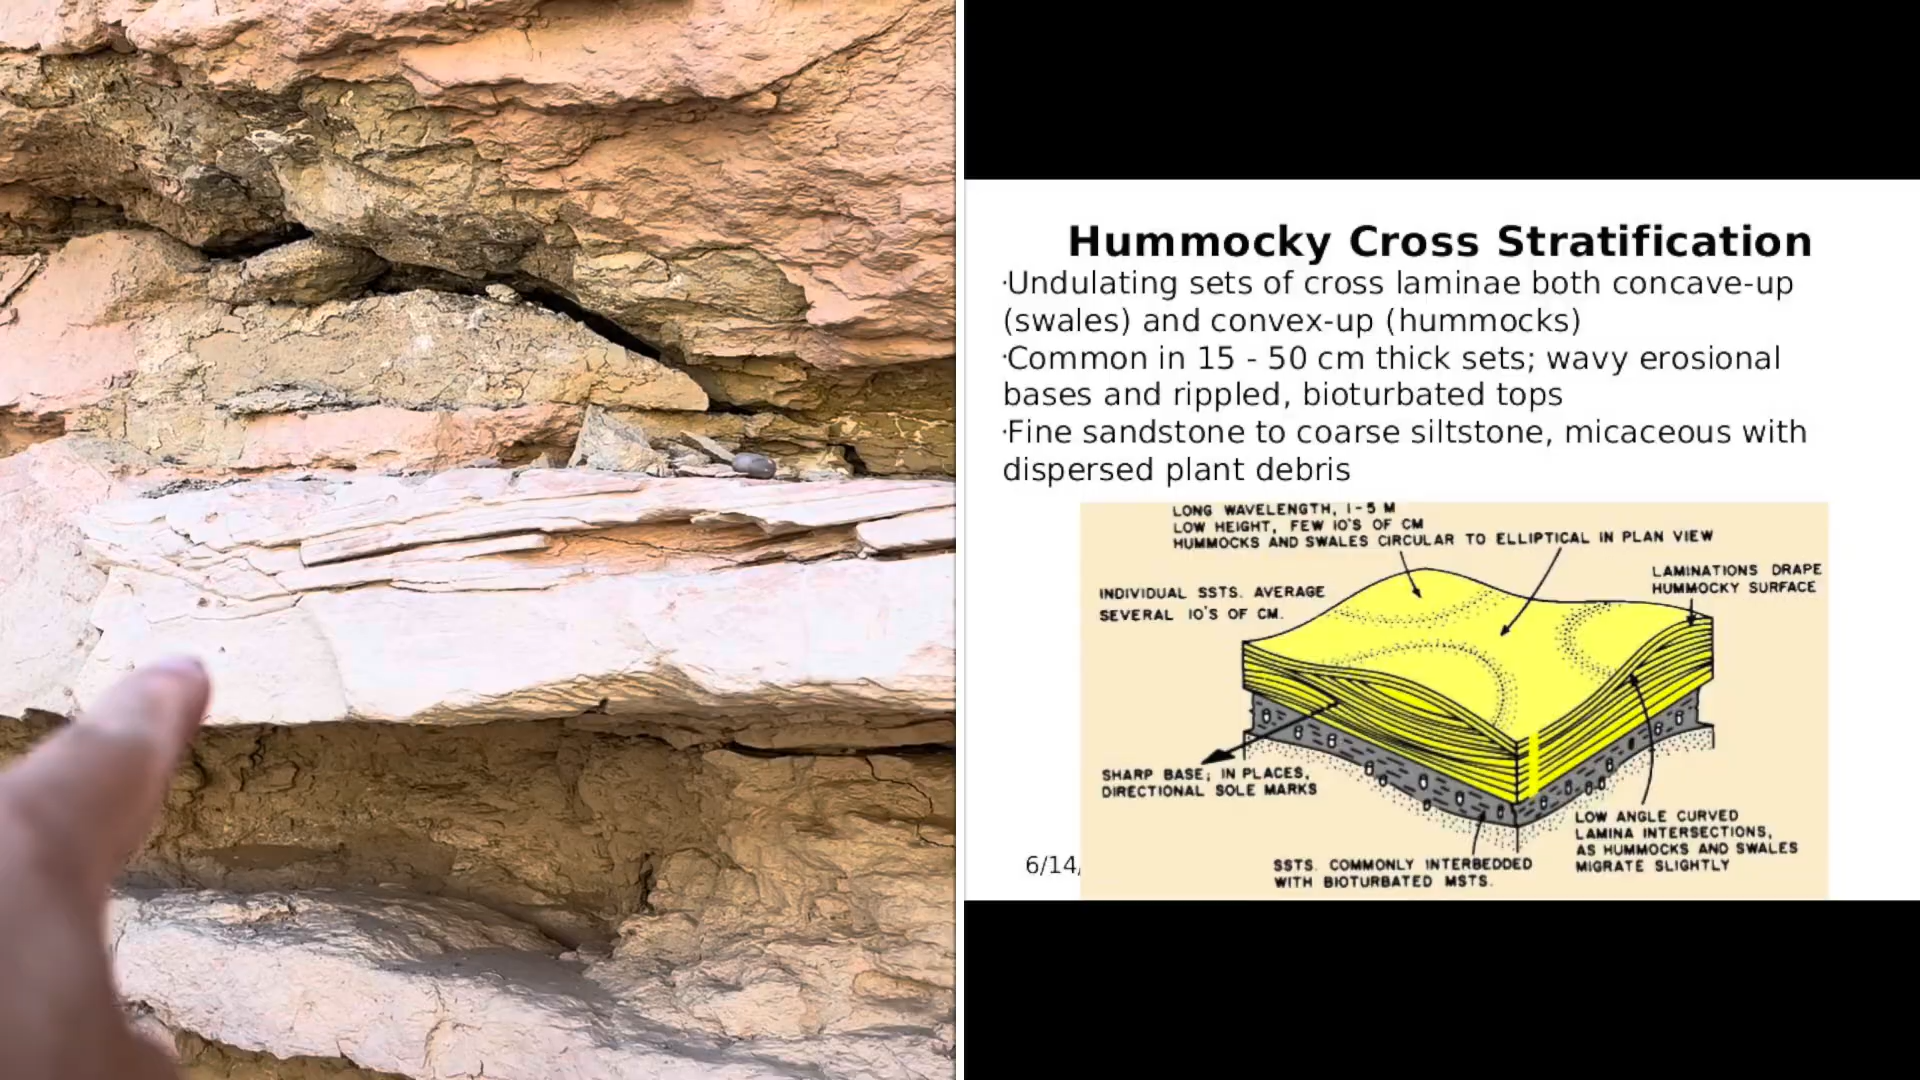 Hummocky Cross Stratification
·Undulating sets of cross laminae both concave-up
(swales) and convex-up (hummocks)
·Common in 15 - 50 cm thick sets; wavy erosional
bases and rippled, bioturbated tops
·Fine sandstone to coarse siltstone, micaceous with
dispersed plant debris
LONG WAVELENGTH, 1-5 M
LOW HEIGHT, FEW 10'S OF CM
HUMMOCKS AND SWALES CIRCULAR TO ELLIPTICAL IN PLAN VIEW
LAMINATIONS DRAPE
HUMMOCKY SURFACE
INDIVIDUAL SSTS. AVERAGE
SEVERAL 10'S OF CM.
SHARP BASE; IN PLACES,
DIRECTIONAL SOLE MARKS
LOW ANGLE CURVED
LAMINA INTERSECTIONS,
AS HUMMOCKS AND SWALES
MIGRATE SLIGHTLY
SSTS. COMMONLY INTERBEDDED
WITH BIOTURBATED MSTS.
6/14/